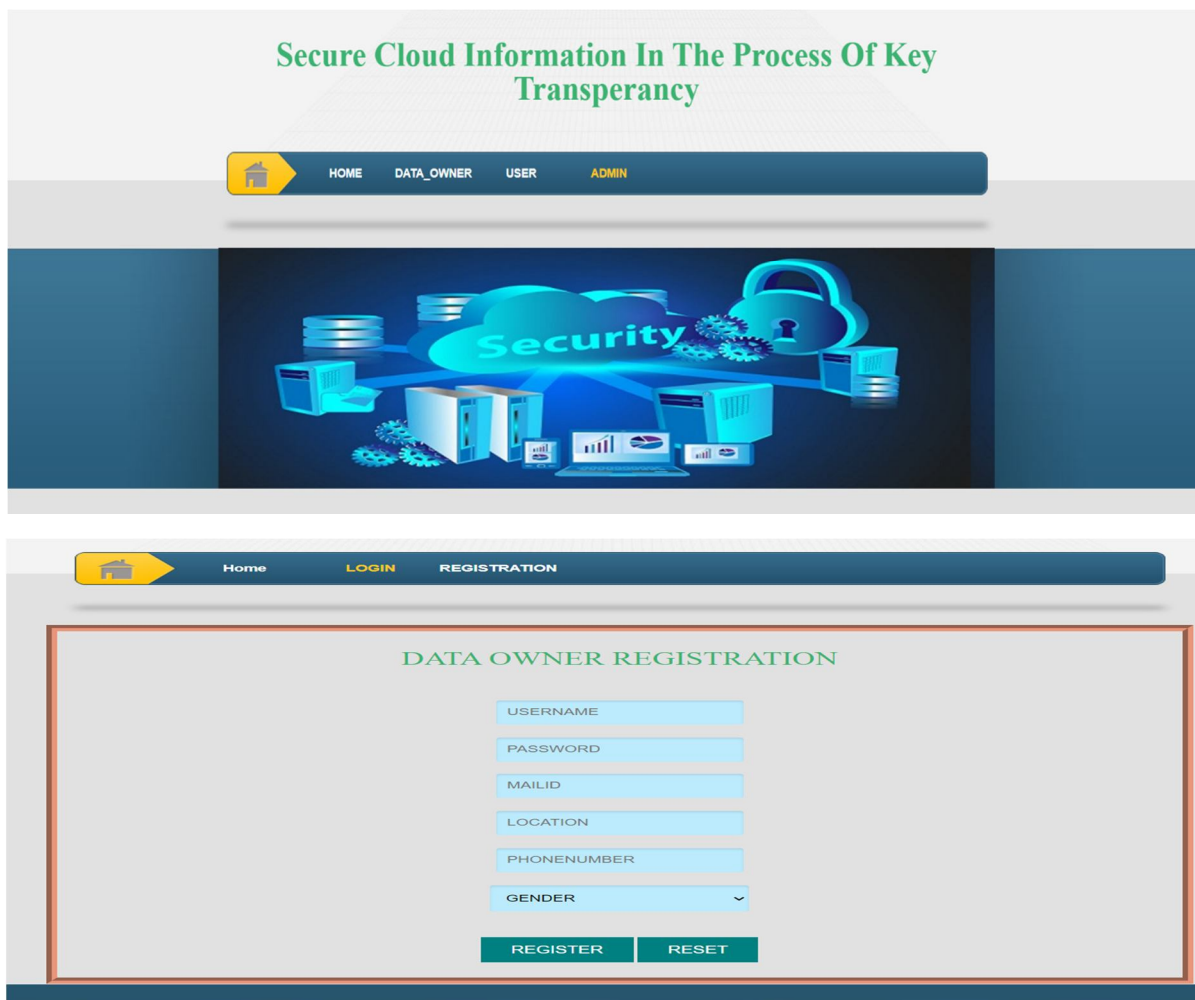 Secure Cloud Information In The Process Of Key
Transperancy
HOME DATA_OWNER USER ADMIN
Security
Home LOGIN REGISTRATION
DATA OWNER REGISTRATION
USERNAME
PASSWORD
MAILID
LOCATION
PHONENUMBER
GENDER
REGISTER RESET